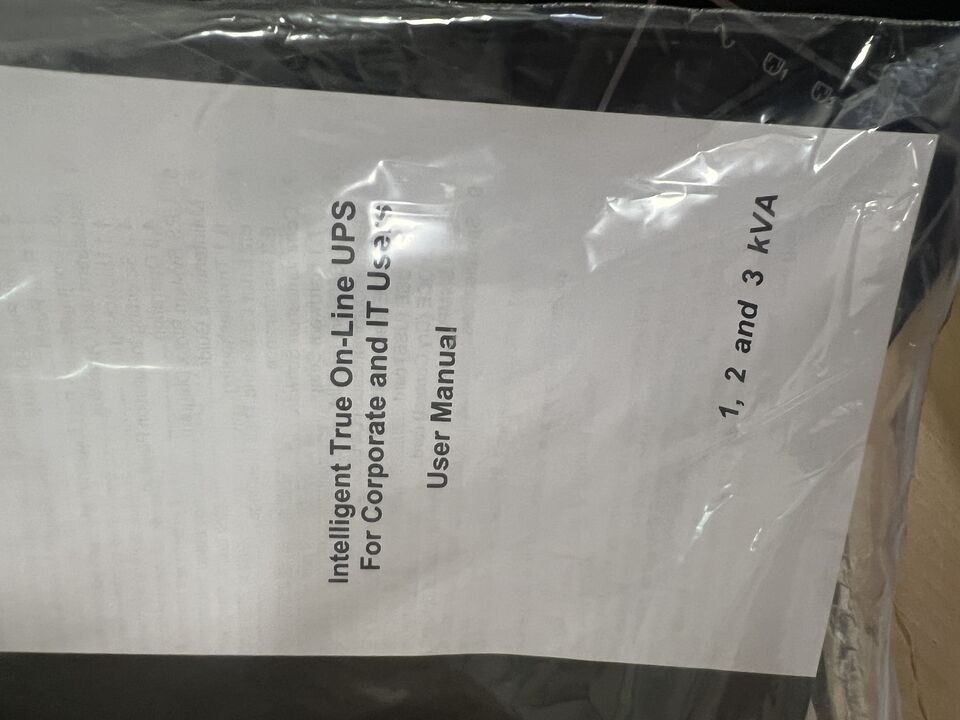 Intelligent True On-Line UPS
For Corporate and IT Users
User Manual
1, 2 and 3 kVA